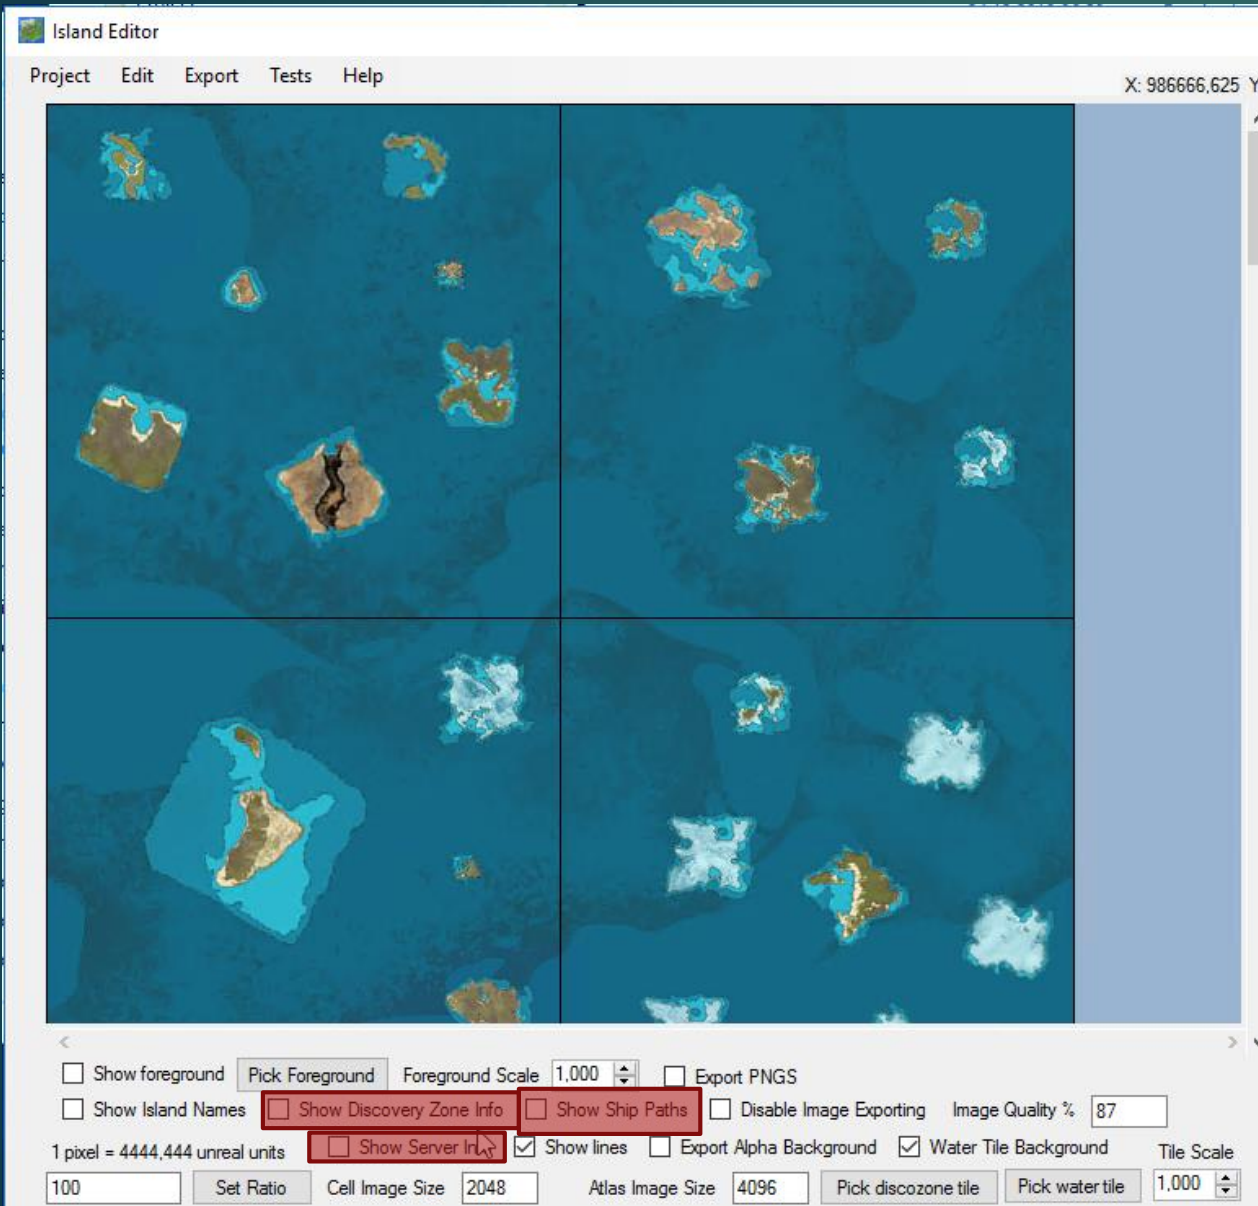 Island Editor
Project Edit Export Tests Help
X: 986666,625
Show foreground Pick Foreground Foreground Scale 1,000 Export PNGS
Show Island Names Show Discovery Zone Info Show Ship Paths Disable Image Exporting Image Quality % 87
1 pixel = 4444,444 unreal units Show Server Show lines Export Alpha Background Water Tile Background Tile Scale
100 Set Ratio Cell Image Size 2048 Atlas Image Size 4096 Pick discozone tile Pick water tile 1,000